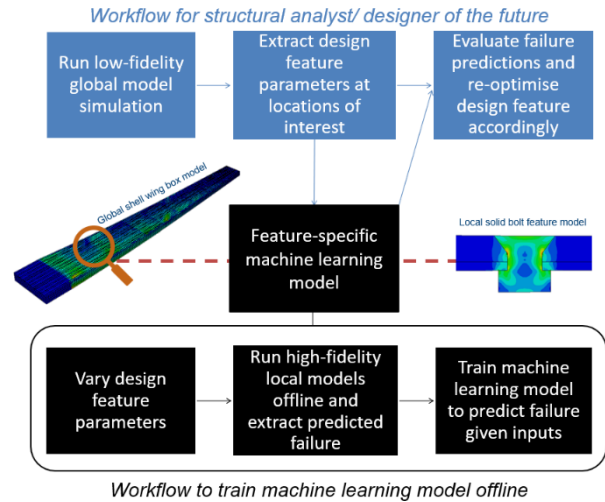 Workflow for structural analyst/ designer of the future
Run low-fidelity
global model
simulation
Extract design
feature
parameters at
locations of
interest
Evaluate failure
predictions and
re-optimise
design feature
accordingly
Global shell wing box model
Feature-specific
machine learning
model
Local solid bolt feature model
Vary design
feature
parameters
Run high-fidelity
local models
offline and
extract predicted
failure
Train machine
learning model
to predict failure
given inputs
Workflow to train machine learning model offline